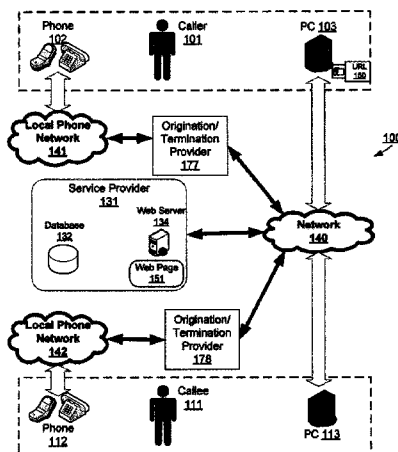 Phone
102
Caller
101
PC 103
URL
150
100
Local Phone
Network
141
Origination/
Termination
Provider
177
Service Provider
131
Database
132
Web Server
134
Web Page
151
Network
140
Local Phone
Network
142
Origination/
Termination
Provider
178
Callee
111
Phone
112
PC 113